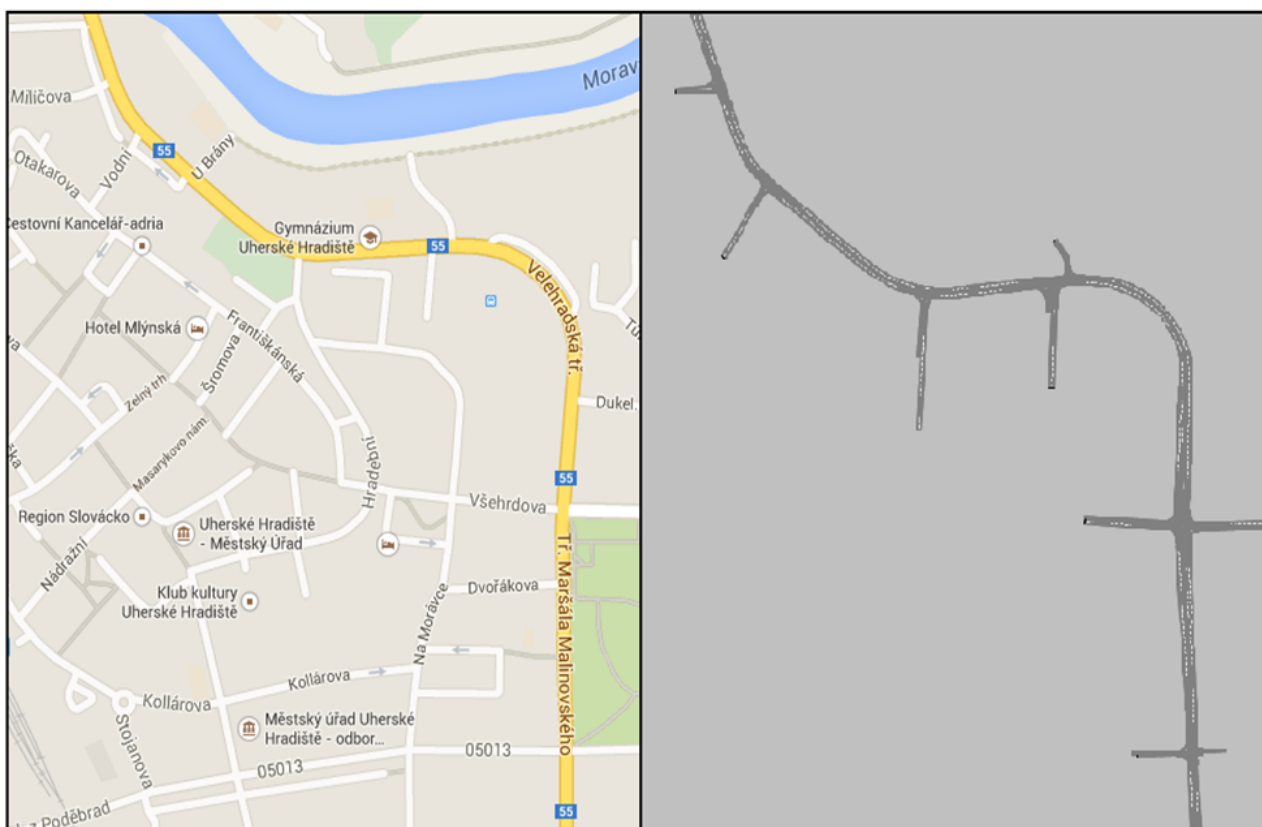 Morav
Míličova
55
Otakarova
Vodní
U Brány
Cestovní Kancelář-adria
Gymnázium
Uherské Hradiště
55
Velehradská tř.
Hotel Mlýnská
Františkánská
Šromova
Zelný trh
Masarykovo nám.
Dukel.
Hradební
55
Všehrdova
Region Slovácko
Uherské Hradiště
- Městský Úřad
Nádražní
Klub kultury
Uherské Hradiště
Dvořákova
Na Morávce
Tř. Maršála Malinovského
Kollárova
Kollárova
Stojanova
Městský úřad Uherské
Hradiště - odbor...
05013
05013
Poděbrad
55